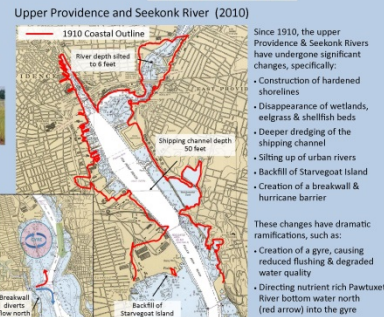 Upper Providence and Seekonk River (2010)
1910 Coastal Outline
River depth silted
to 6 feet
Shipping channel depth
50 feet
Gyre
Breakwall
diverts
flow north
Backfill of
Starvegoat Island
Since 1910, the upper
Providence & Seekonk Rivers
have undergone significant
changes, specifically:
• Construction of hardened
shorelines
• Disappearance of wetlands,
eelgrass & shellfish beds
• Deeper dredging of the
shipping channel
• Silting up of urban rivers
• Backfill of Starvegoat Island
• Creation of a breakwall &
hurricane barrier
These changes have dramatic
ramifications, such as:
• Creation of a gyre, causing
reduced flushing & degraded
water quality
• Directing nutrient rich Pawtuxet
River bottom water north
(red arrow) into the gyre